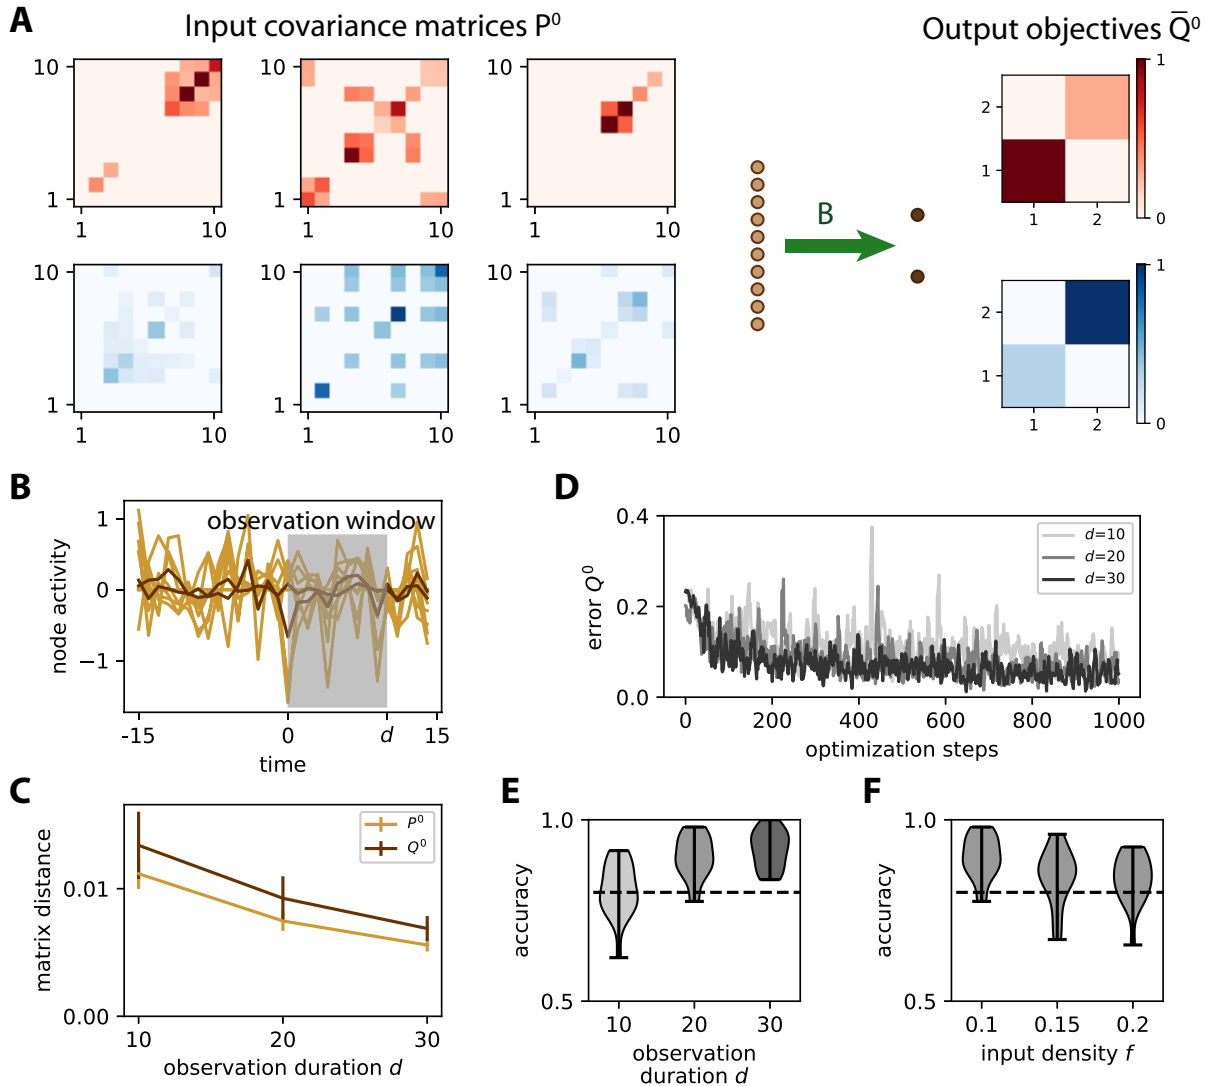 A
Input covariance matrices P⁰
Output objectives Q̅⁰
10
1
1
10
10
1
1
10
10
1
1
10
B
2
1
1
2
1
0
10
1
1
10
10
1
1
10
10
1
1
10
2
1
1
2
1
0
B
observation window
node activity
1
0
−1
-15
0
d
15
time
D
error Q⁰
0.4
0.2
0.0
d=10
d=20
d=30
0
200
400
600
800
1000
optimization steps
C
matrix distance
0.01
0.00
P⁰
Q⁰
10
20
30
observation duration d
E
accuracy
1.0
0.5
10
20
30
observation
duration d
F
accuracy
1.0
0.5
0.1
0.15
0.2
input density f